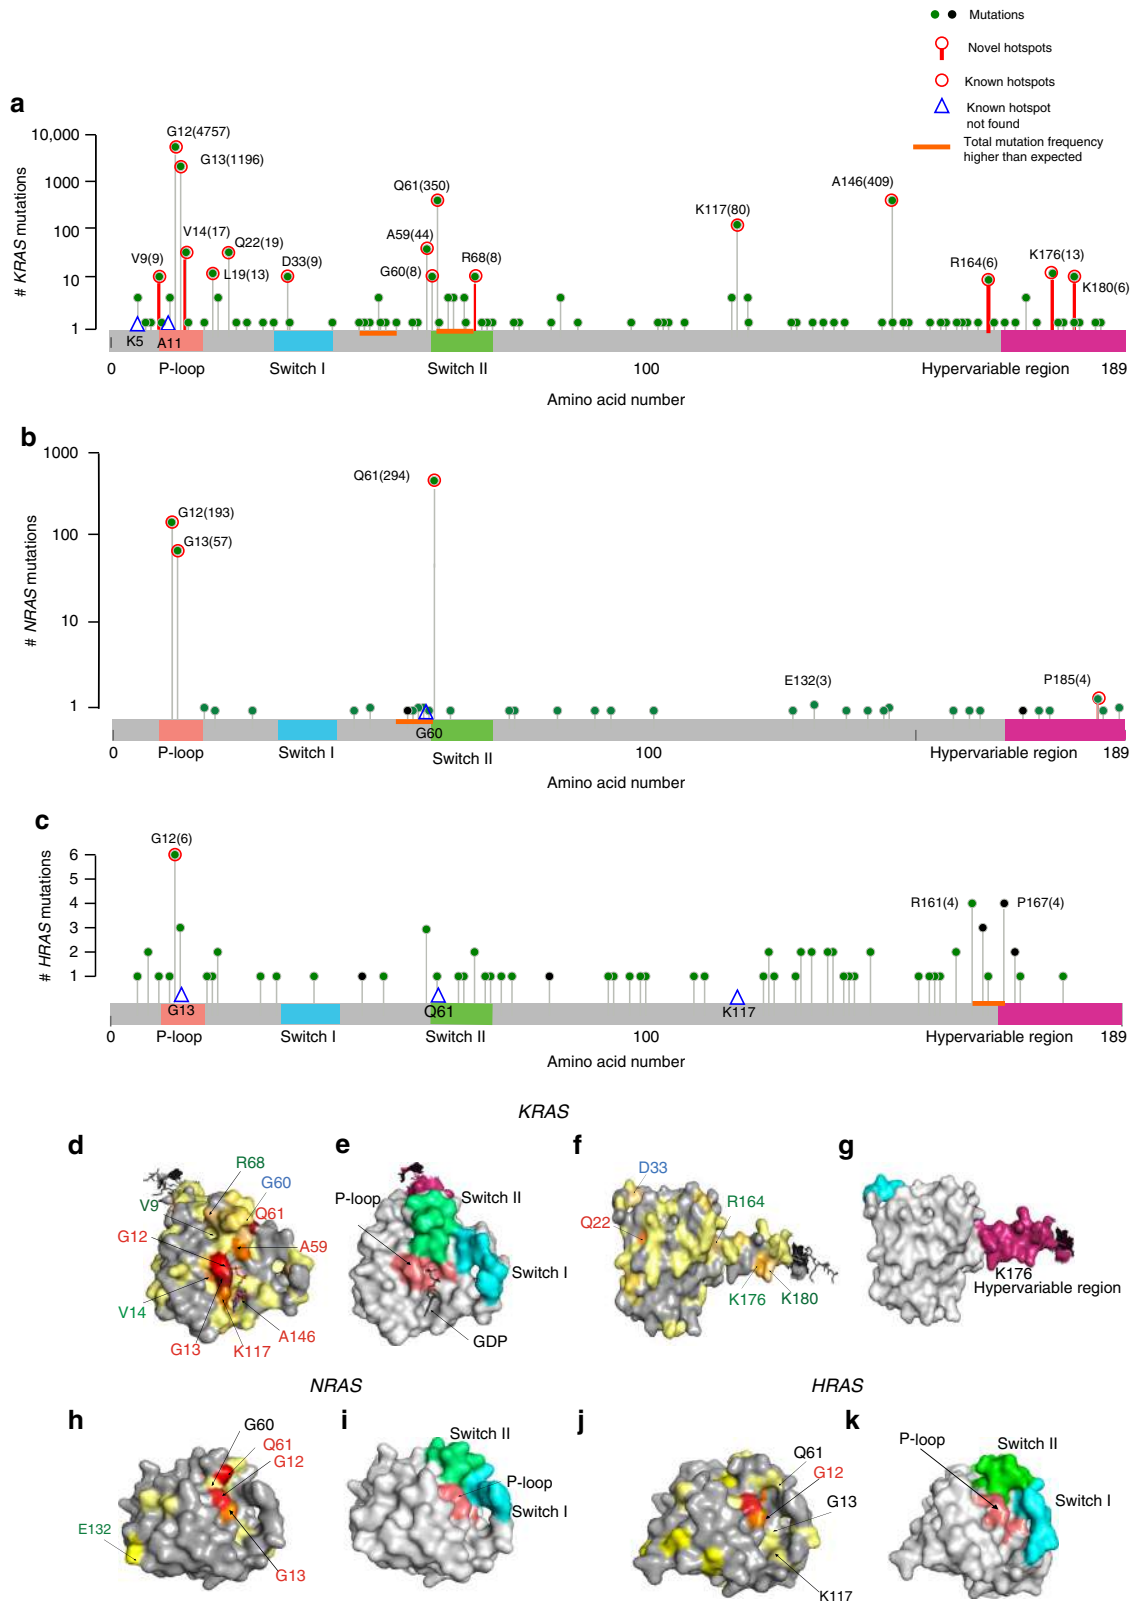 Mutations
Novel hotspots
Known hotspots
Known hotspot
not found
Total mutation frequency
higher than expected
a
# KRAS mutations
10,000
1000
100
10
1
G12(4757)
G13(1196)
V14(17)
Q22(19)
V9(9)
L19(13)
D33(9)
Q61(350)
A59(44)
G60(8)
R68(8)
K117(80)
A146(409)
R164(6)
K176(13)
K180(6)
K5
A11
0
P-loop
Switch I
Switch II
100
Hypervariable region
189
Amino acid number
b
# NRAS mutations
1000
100
10
1
Q61(294)
G12(193)
G13(57)
E132(3)
P185(4)
G60
0
P-loop
Switch I
Switch II
100
Hypervariable region
189
Amino acid number
c
# HRAS mutations
6
5
4
3
2
1
G12(6)
R161(4)
P167(4)
G13
Q61
K117
0
P-loop
Switch I
Switch II
100
Hypervariable region
189
Amino acid number
KRAS
d
R68
V9
G60
Q61
G12
A59
V14
A146
G13
K117
e
P-loop
Switch II
Switch I
GDP
f
D33
R164
Q22
K176
K180
g
K176
Hypervariable region
NRAS
HRAS
h
G60
Q61
G12
E132
G13
i
Switch II
P-loop
Switch I
j
Q61
G12
G13
K117
k
P-loop
Switch II
Switch I